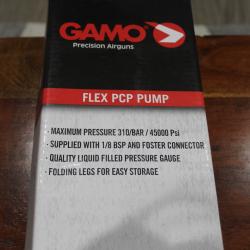 GAMO
Precision Airguns
FLEX PCP PUMP
· MAXIMUM PRESSURE 310/BAR / 45000 Psi
· SUPPLIED WITH 1/8 BSP AND FOSTER CONNECTOR
· QUALITY LIQUID FILLED PRESSURE GAUGE
· FOLDING LEGS FOR EASY STORAGE